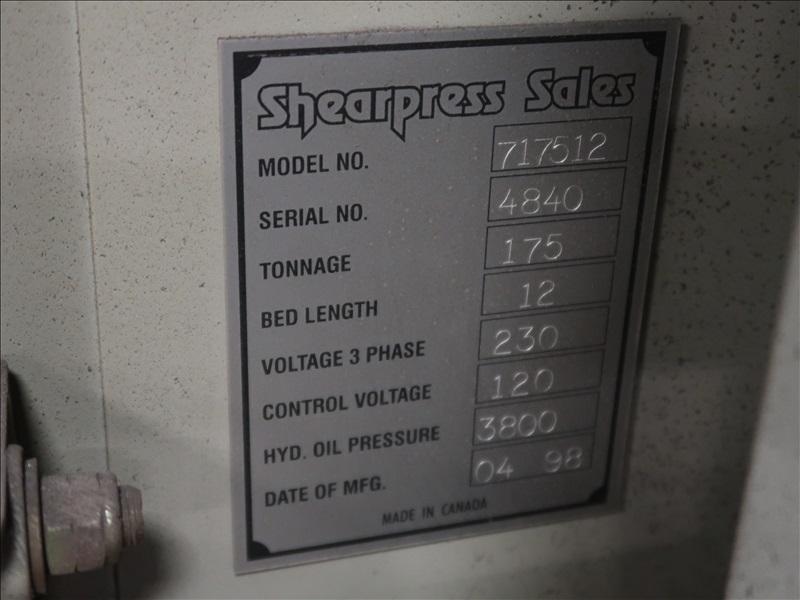 Shearpress Sales
MODEL NO. 717512
SERIAL NO. 4840
TONNAGE 175
BED LENGTH 12
VOLTAGE 3 PHASE 230
CONTROL VOLTAGE 120
HYD. OIL PRESSURE 3800
DATE OF MFG. 04 98
MADE IN CANADA